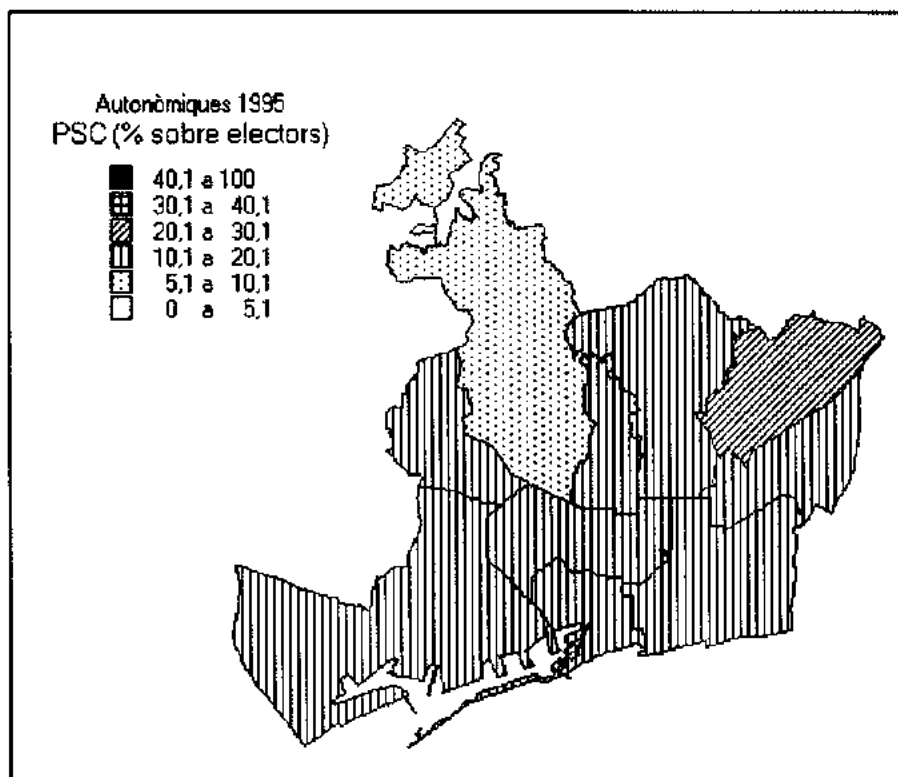 Autonòmiques 1995
PSC (% sobre electors)
40,1 a 100
30,1 a 40,1
20,1 a 30,1
10,1 a 20,1
5,1 a 10,1
0 a 5,1